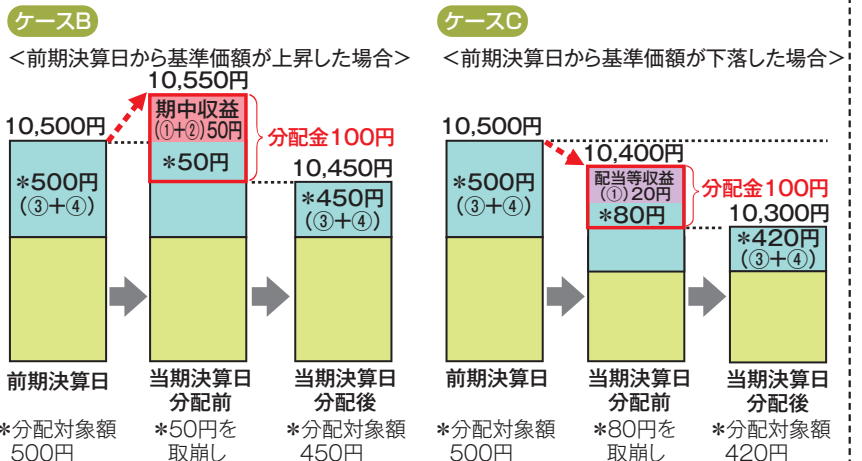 ケースB
<前期決算日から基準価額が上昇した場合>
10,550円
10,500円
期中収益
(①+②)50円
分配金100円
*50円
10,450円
*500円
(③+④)
*450円
(③+④)
前期決算日
当期決算日
分配前
当期決算日
分配後
*分配対象額
500円
*50円を
取崩し
*分配対象額
450円
ケースC
<前期決算日から基準価額が下落した場合>
10,500円
10,400円
配当等収益
(①)20円
分配金100円
*80円
10,300円
*500円
(③+④)
*420円
(③+④)
前期決算日
当期決算日
分配前
当期決算日
分配後
*分配対象額
500円
*80円を
取崩し
*分配対象額
420円